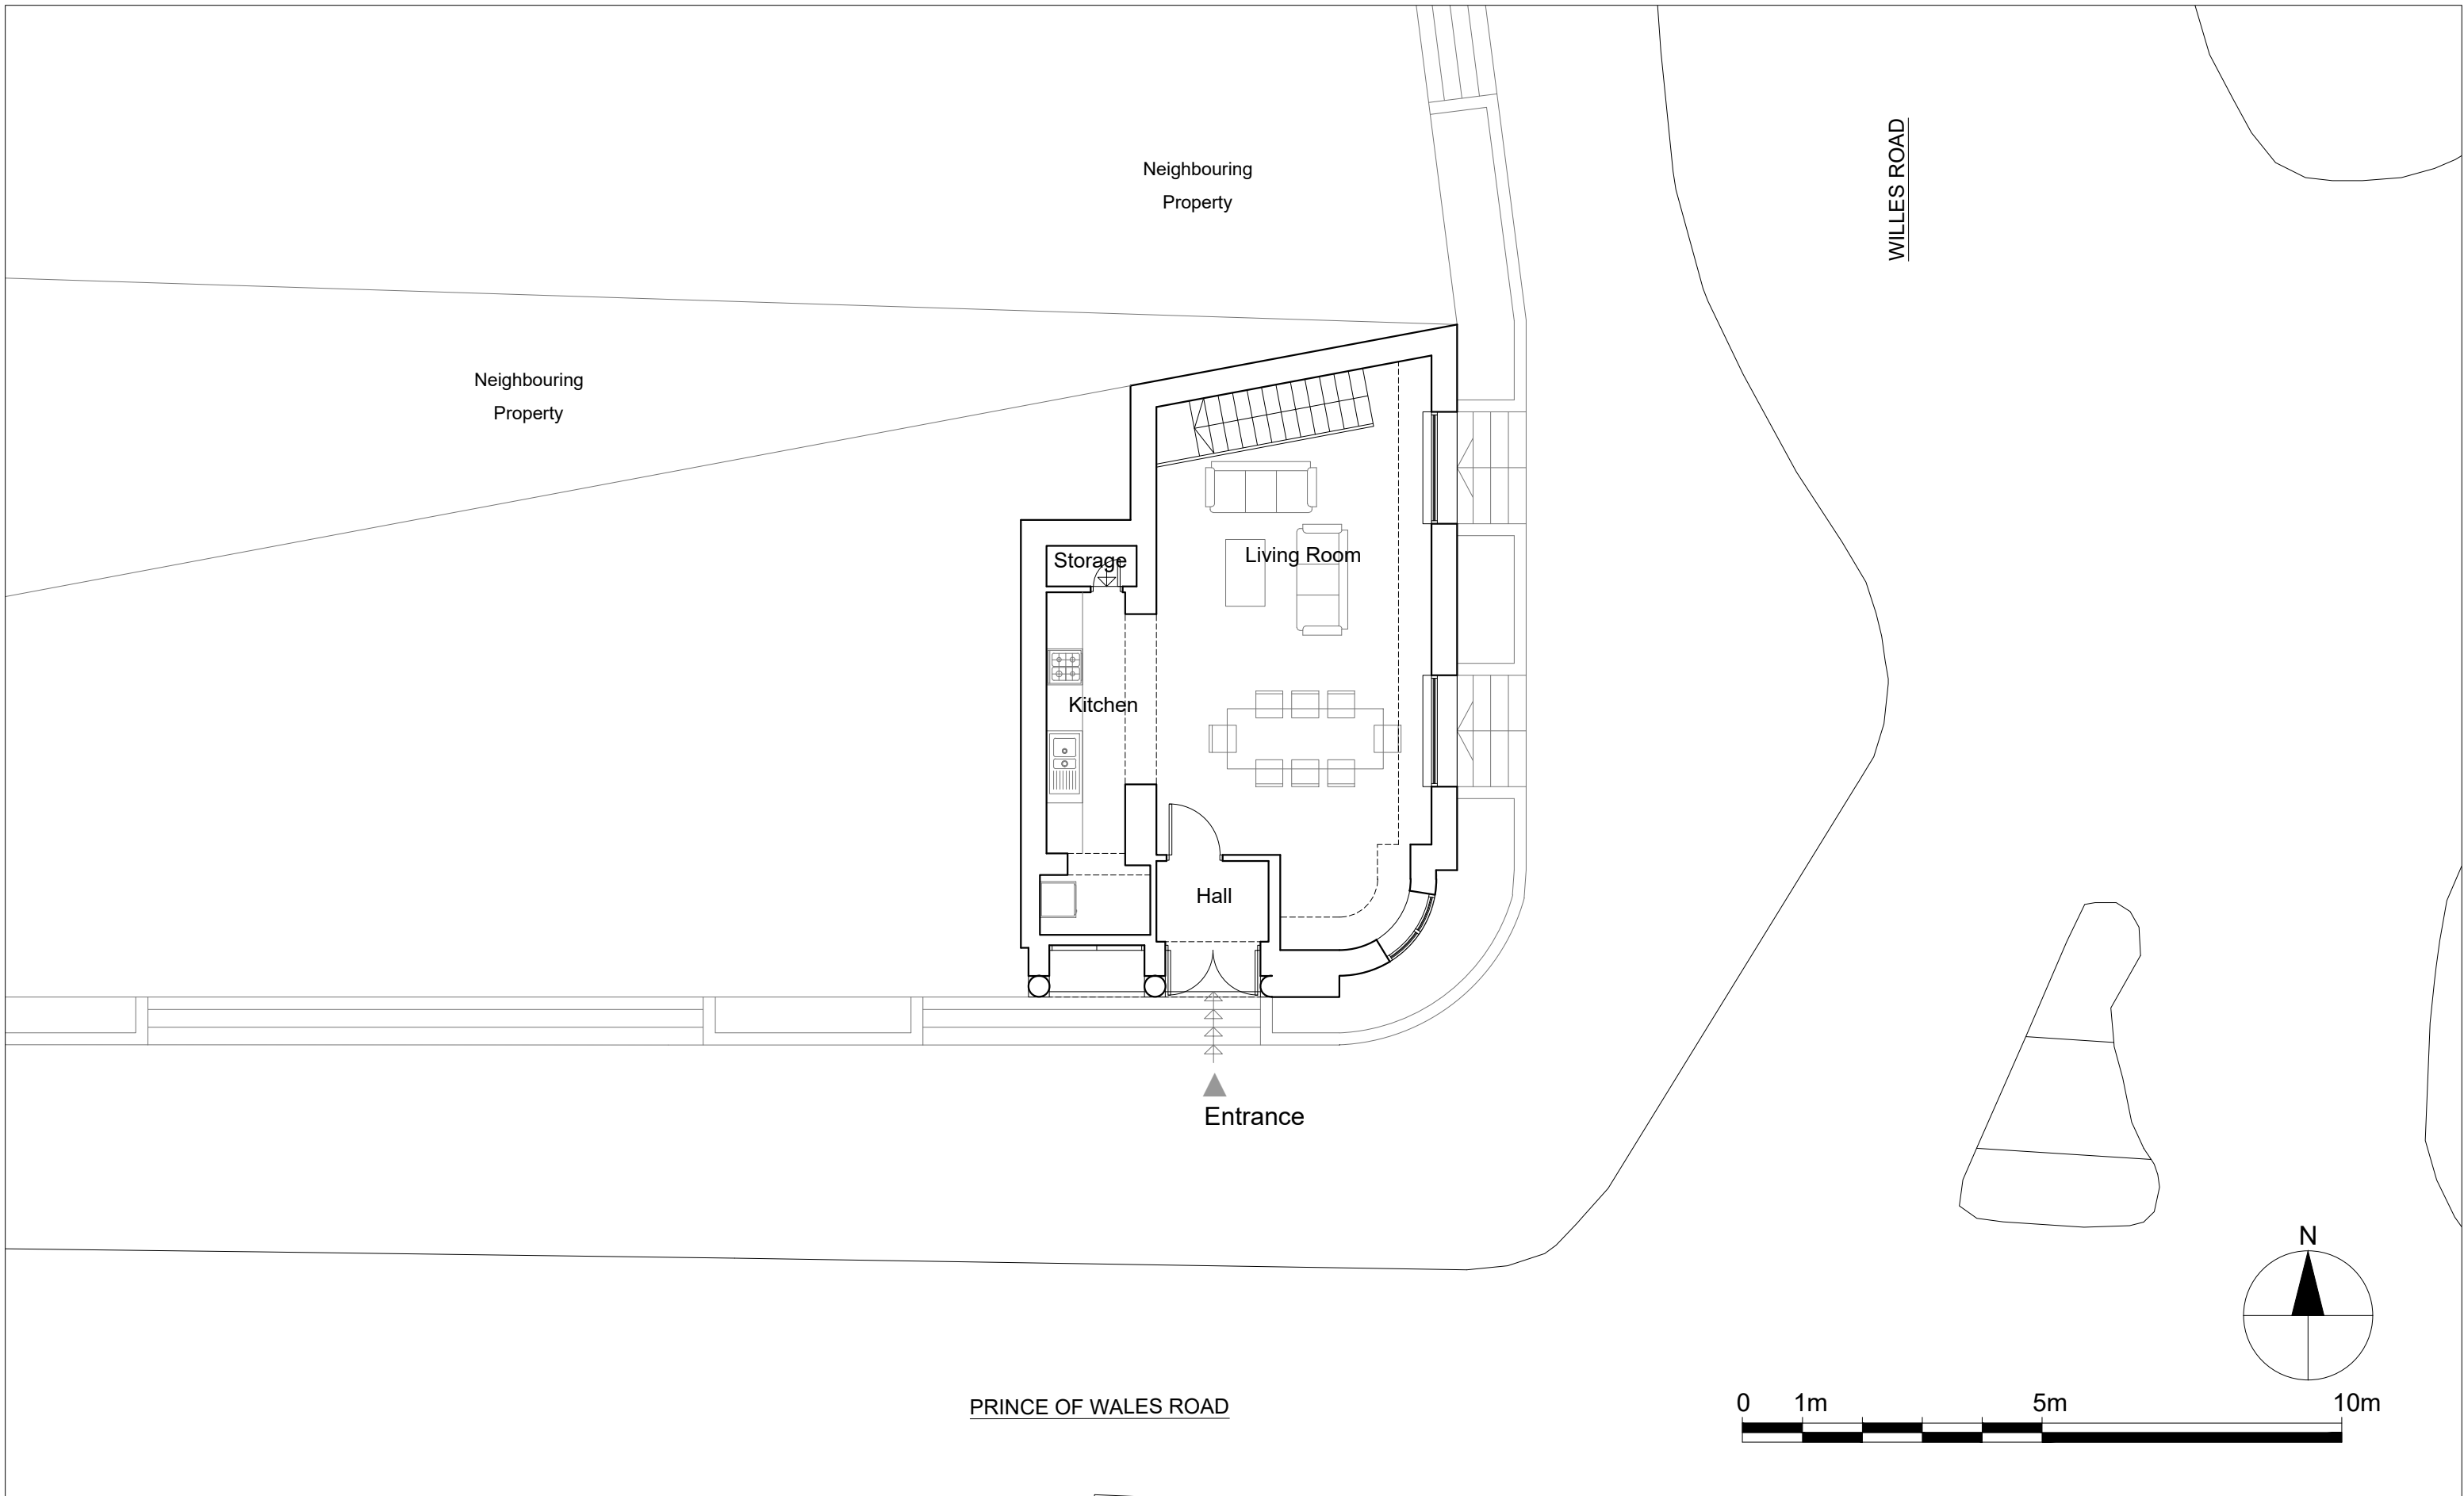 Neighbouring
Property
WILLES ROAD
Neighbouring
Property
Storage
Living Room
Kitchen
Hall
Entrance
N
PRINCE OF WALES ROAD
0 1m 5m 10m